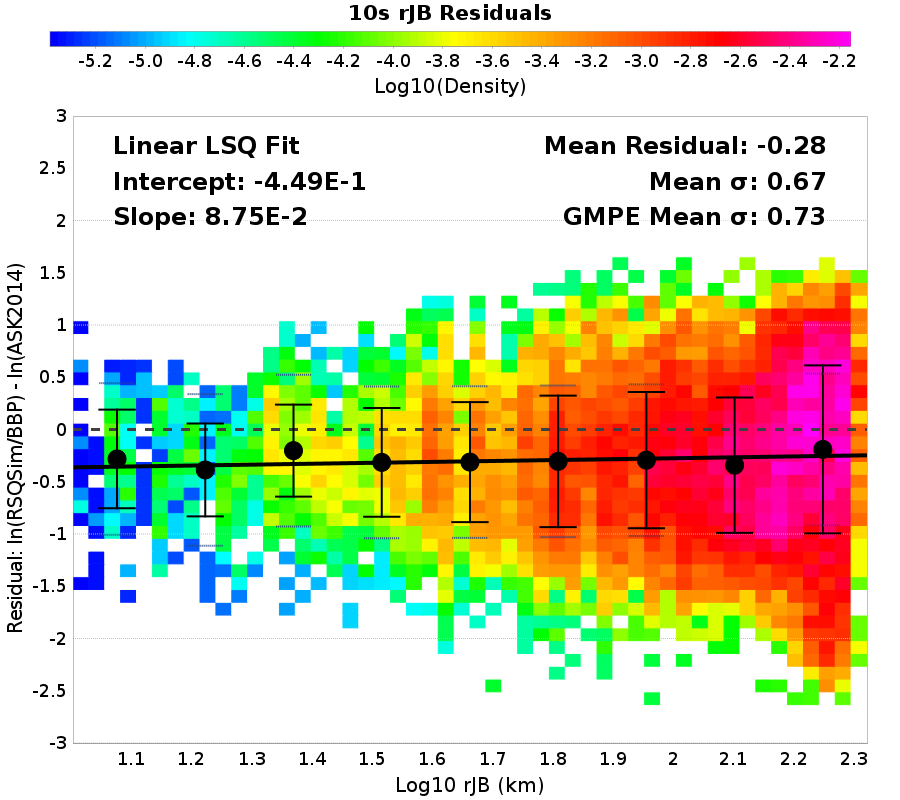 10s rJB Residuals
-5.2 -5.0 -4.8 -4.6 -4.4 -4.2 -4.0 -3.8 -3.6 -3.4 -3.2 -3.0 -2.8 -2.6 -2.4 -2.2
Log10(Density)
Linear LSQ Fit
Intercept: -4.49E-1
Slope: 8.75E-2
Mean Residual: -0.28
Mean σ: 0.67
GMPE Mean σ: 0.73
Residual: ln(RSQSim/BBP) - ln(ASK2014)
3
2.5
2
1.5
1
0.5
0
-0.5
-1
-1.5
-2
-2.5
-3
1.1 1.2 1.3 1.4 1.5 1.6 1.7 1.8 1.9 2 2.1 2.2 2.3
Log10 rJB (km)